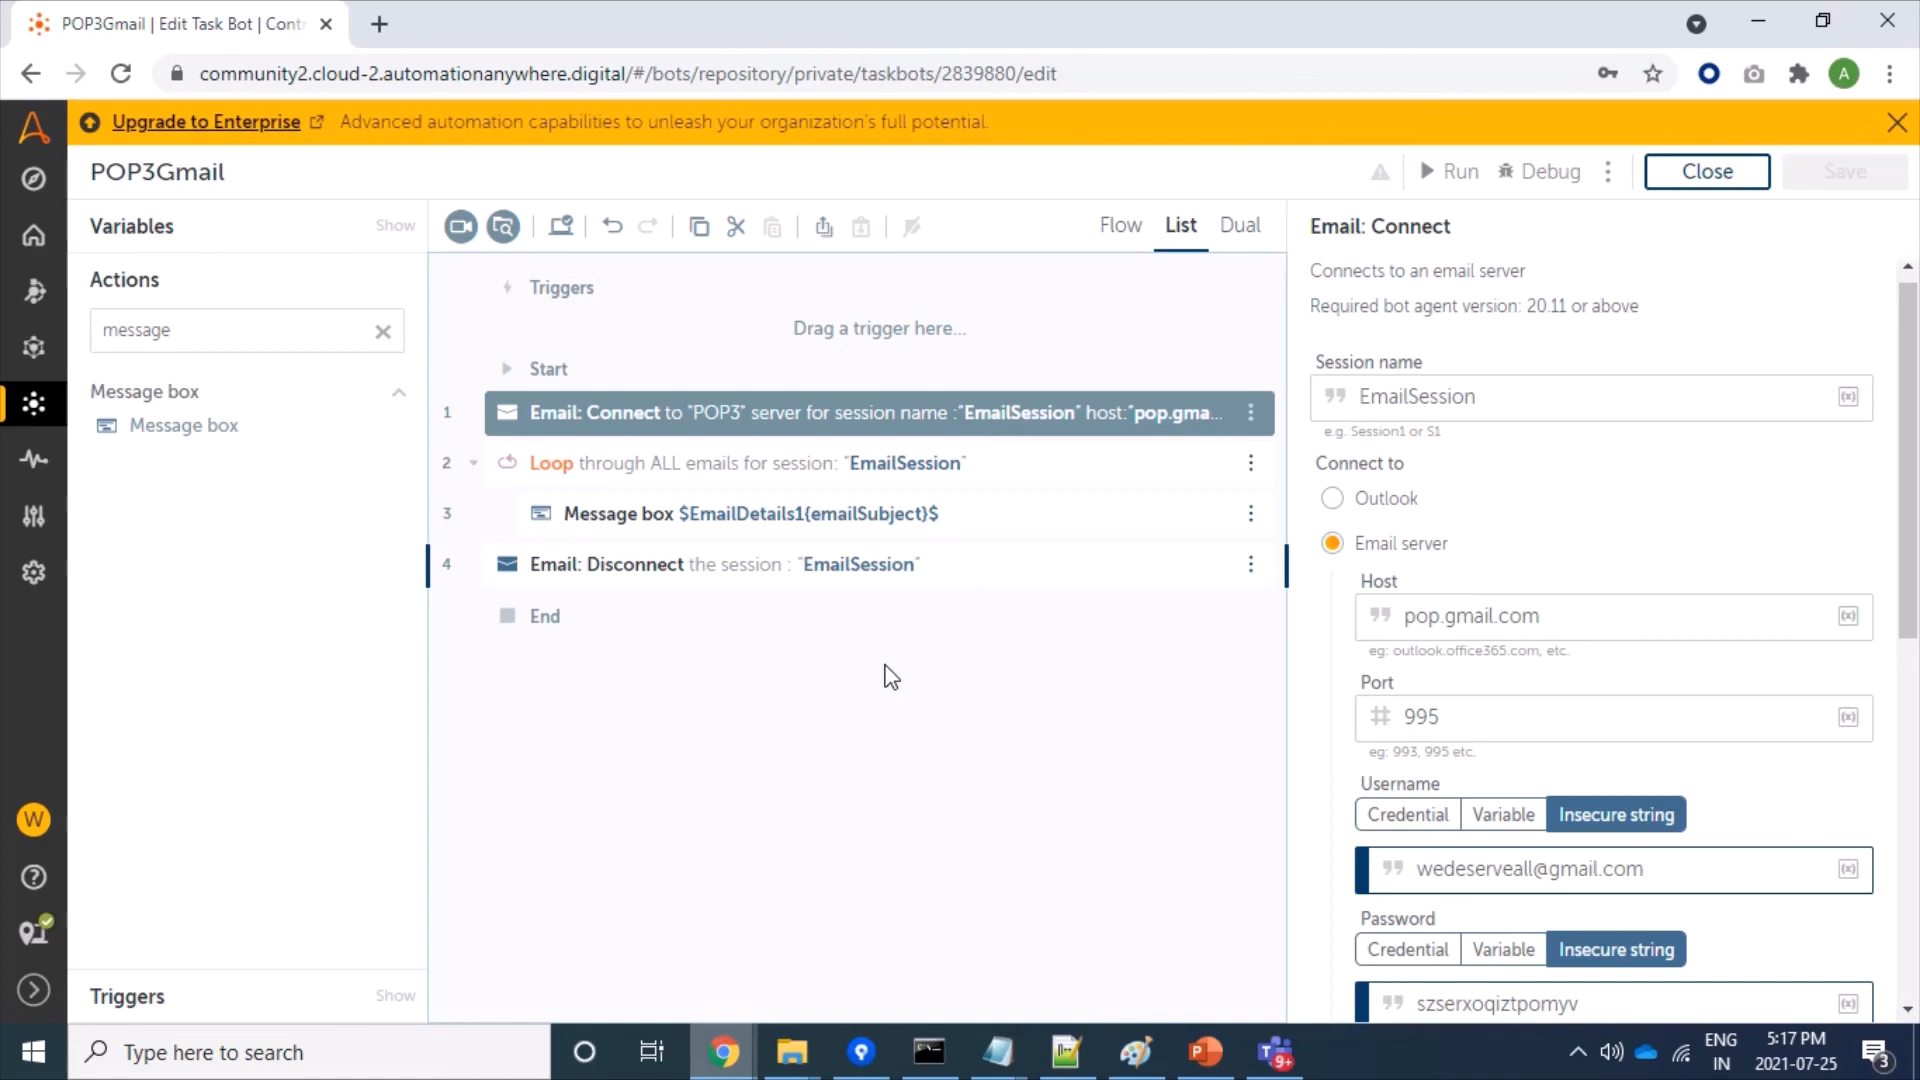 POP3Gmail | Edit Task Bot | Cont
community2.cloud-2.automationanywhere.digital/#/bots/repository/private/taskbots/2839880/edit
A
Upgrade to Enterprise Advanced automation capabilities to unleash your organization's full potential.
POP3Gmail
Run
Debug
Close
Save
Variables
Show
Flow
List
Dual
Email: Connect
Actions
message
Message box
Message box
Triggers
Drag a trigger here...
Start
1 Email: Connect to "POP3" server for session name :"EmailSession" host:"pop.gma...
2 Loop through ALL emails for session: "EmailSession"
3 Message box $EmailDetails1{emailSubject}$
4 Email: Disconnect the session : "EmailSession"
End
Connects to an email server
Required bot agent version: 20.11 or above
Session name
EmailSession
(x)
e.g. Session1 or S1
Connect to
Outlook
Email server
Host
pop.gmail.com
(x)
eg: outlook.office365.com, etc.
Port
995
(x)
eg: 993, 995 etc.
Username
Credential Variable Insecure string
wedeserveall@gmail.com
(x)
Password
Credential Variable Insecure string
szserxoqiztpomyv
(x)
W
Triggers
Show
Type here to search
9+
ENG
IN
5:17 PM
2021-07-25
3